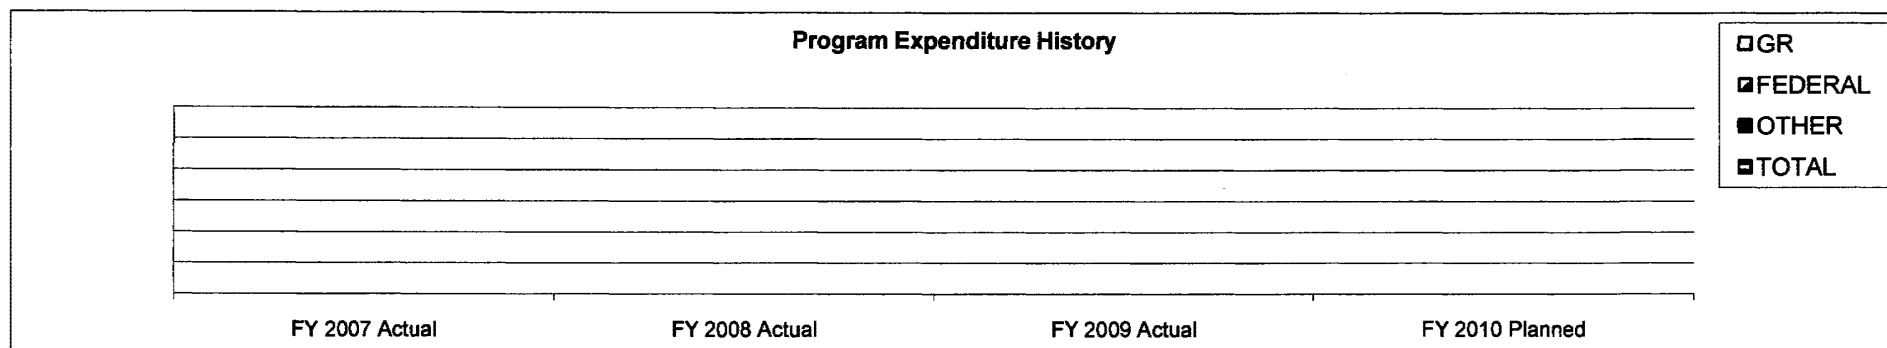 Program Expenditure History
GR
FEDERAL
OTHER
TOTAL
FY 2007 Actual
FY 2008 Actual
FY 2009 Actual
FY 2010 Planned